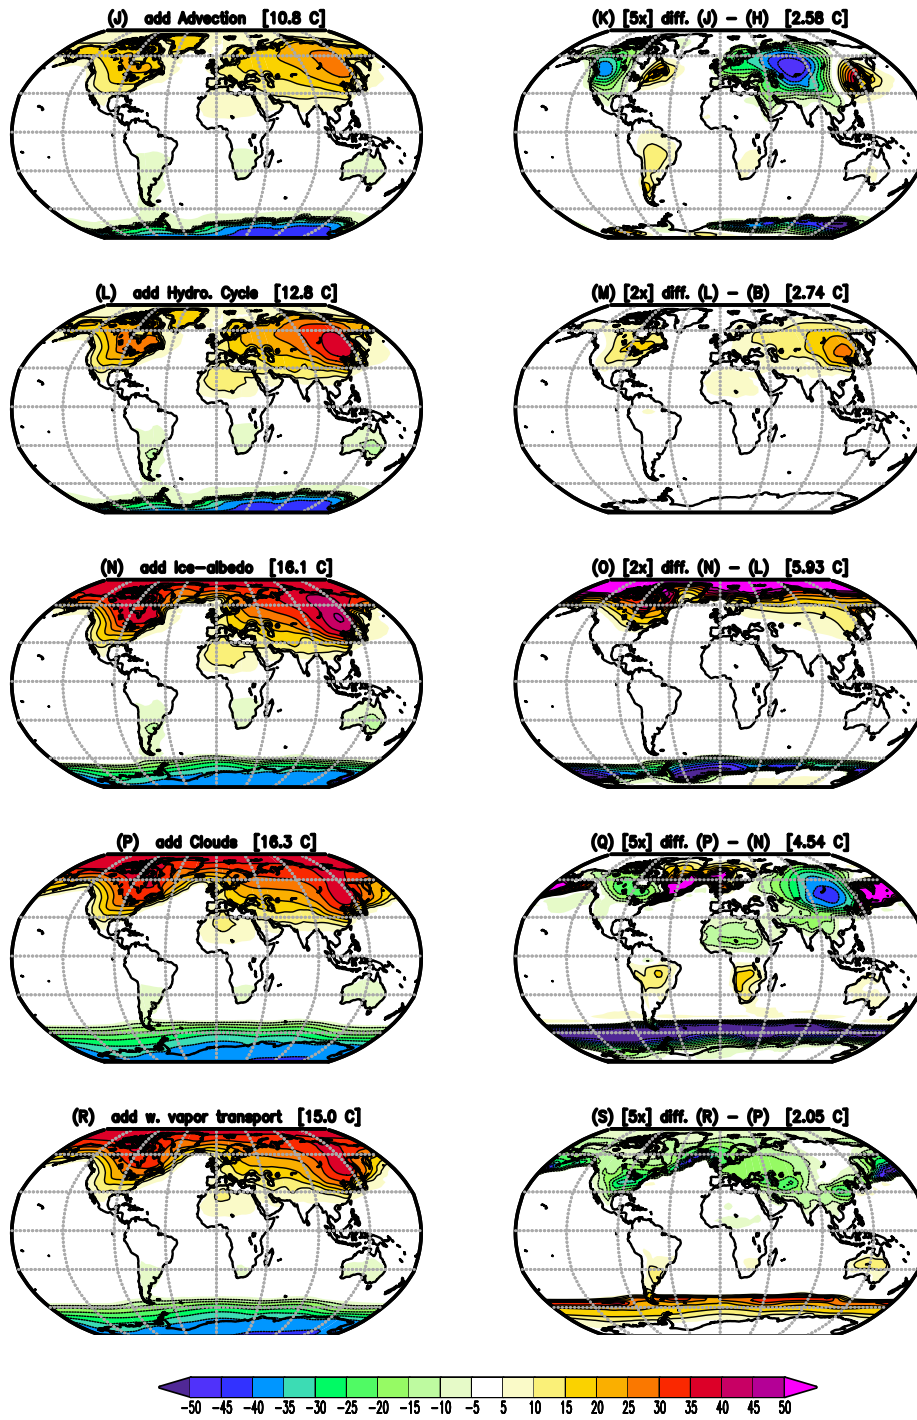 (J) add Advection [10.8 C]
(K) [5x] diff. (J) – (H) [2.58 C]
(L) add Hydro. Cycle [12.8 C]
(M) [2x] diff. (L) – (B) [2.74 C]
(N) add Ice–albedo [16.1 C]
(O) [2x] diff. (N) – (L) [5.93 C]
(P) add Clouds [16.3 C]
(Q) [5x] diff. (P) – (N) [4.54 C]
(R) add w. vapor transport [15.0 C]
(S) [5x] diff. (R) – (P) [2.05 C]
-50 -45 -40 -35 -30 -25 -20 -15 -10 -5 5 10 15 20 25 30 35 40 45 50